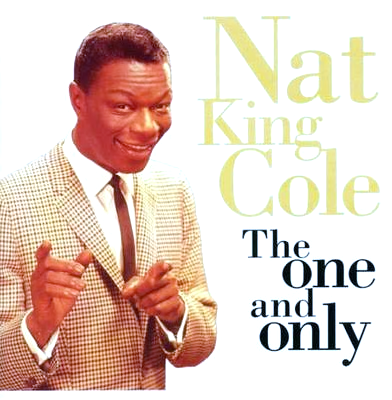 Nat
King
Cole
The
one
and
only